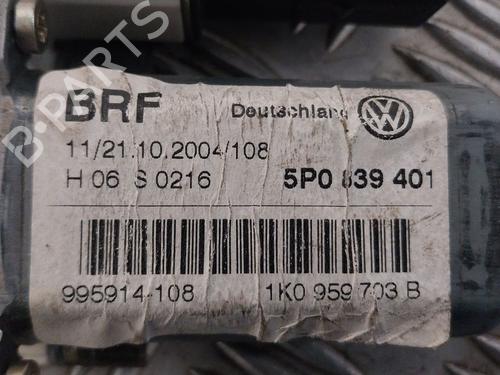 BRF Deutschland
11/21.10.2004/108
H 06 S 0216 5P0 839 401
995914-108 1K0 959 703 B
B-PARTS